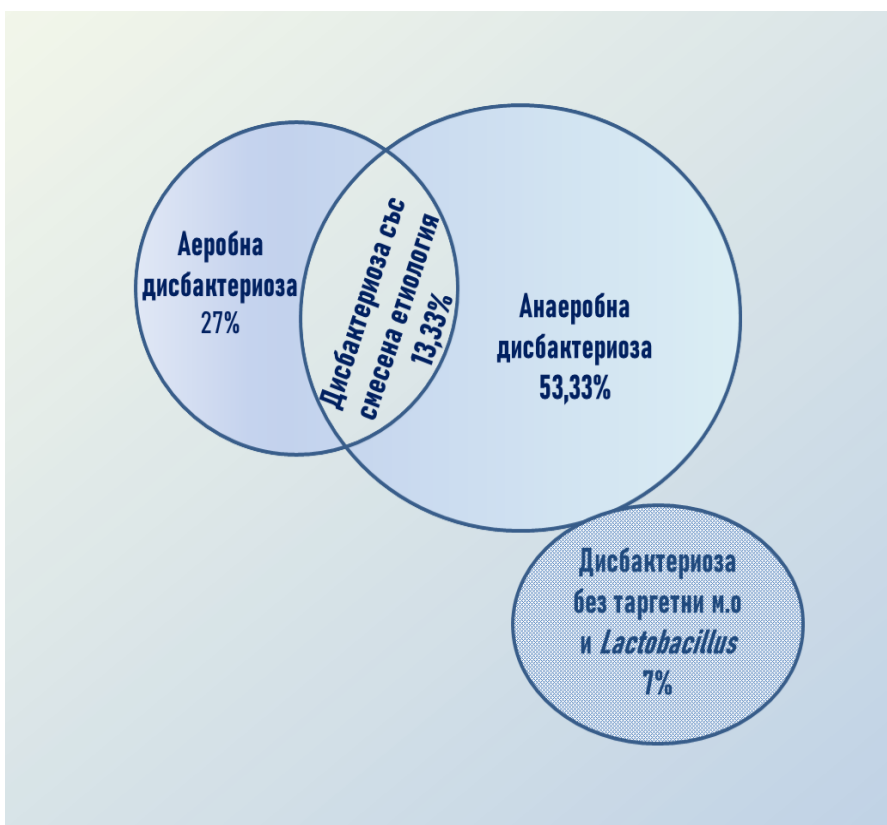 Аеробна
дисбактериоза
27%
Дисбактериоза със
смесена етиология
13,33%
Анаеробна
дисбактериоза
53,33%
Дисбактериоза
без таргетни м.о
и Lactobacillus
7%